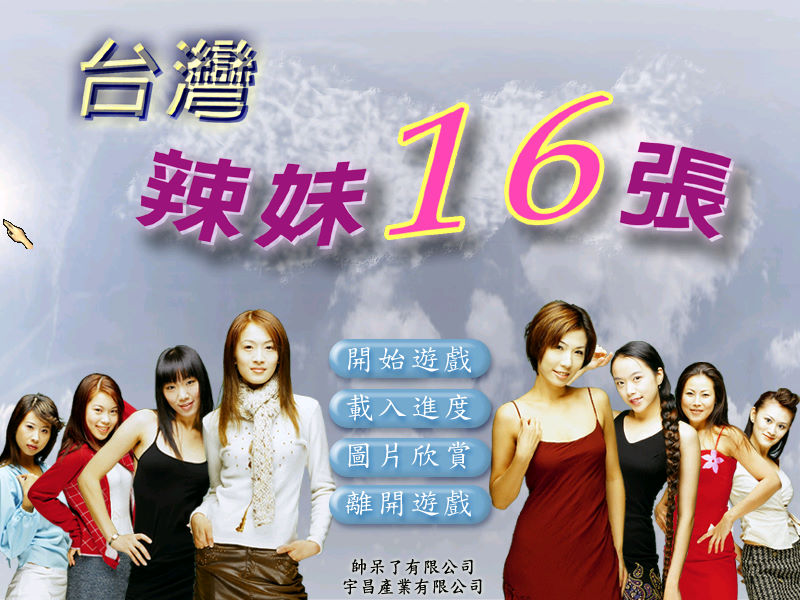 台灣
辣妹16張
開始遊戲
載入進度
圖片欣賞
離開遊戲
帥呆了有限公司
宇昌產業有限公司